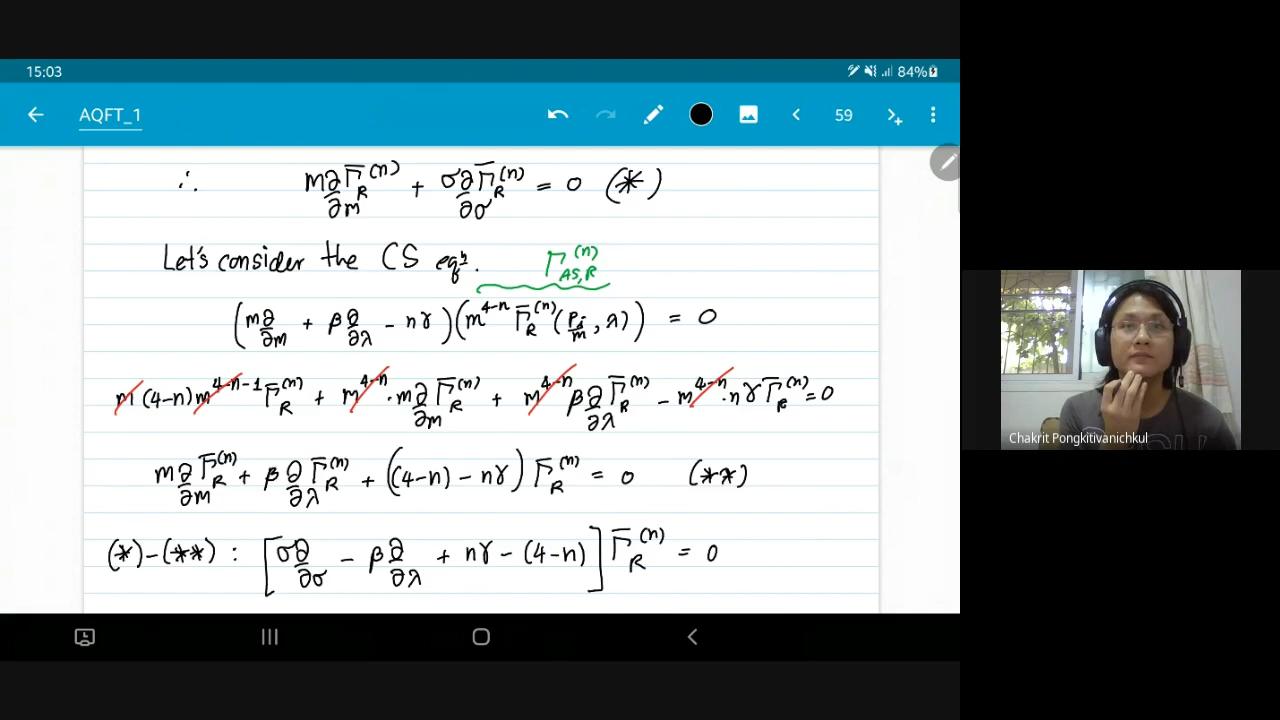 15:03 84%
AQFT_1 59
∴ m ∂Γ̄_R^(n)/∂m + σ ∂Γ̄_R^(n)/∂σ = 0 (*)
Let's consider the CS eqⁿ. Γ_AS,R^(n)
(m ∂/∂m + β ∂/∂λ - nγ)(m^(4-n) Γ̄_R^(n)(p_i/m, λ)) = 0
m(4-n)m^(4-n-1) Γ̄_R^(n) + m^(4-n)·m ∂/∂m Γ̄_R^(n) + m^(4-n) β ∂/∂λ Γ̄_R^(n) - m^(4-n)·nγ Γ̄_R^(n) = 0
m ∂/∂m Γ̄_R^(n) + β ∂/∂λ Γ̄_R^(n) + ((4-n) - nγ) Γ̄_R^(n) = 0 (**)
(*)-(**) : [σ ∂/∂σ - β ∂/∂λ + nγ - (4-n)] Γ̄_R^(n) = 0
Chakrit Pongkitivanichkul